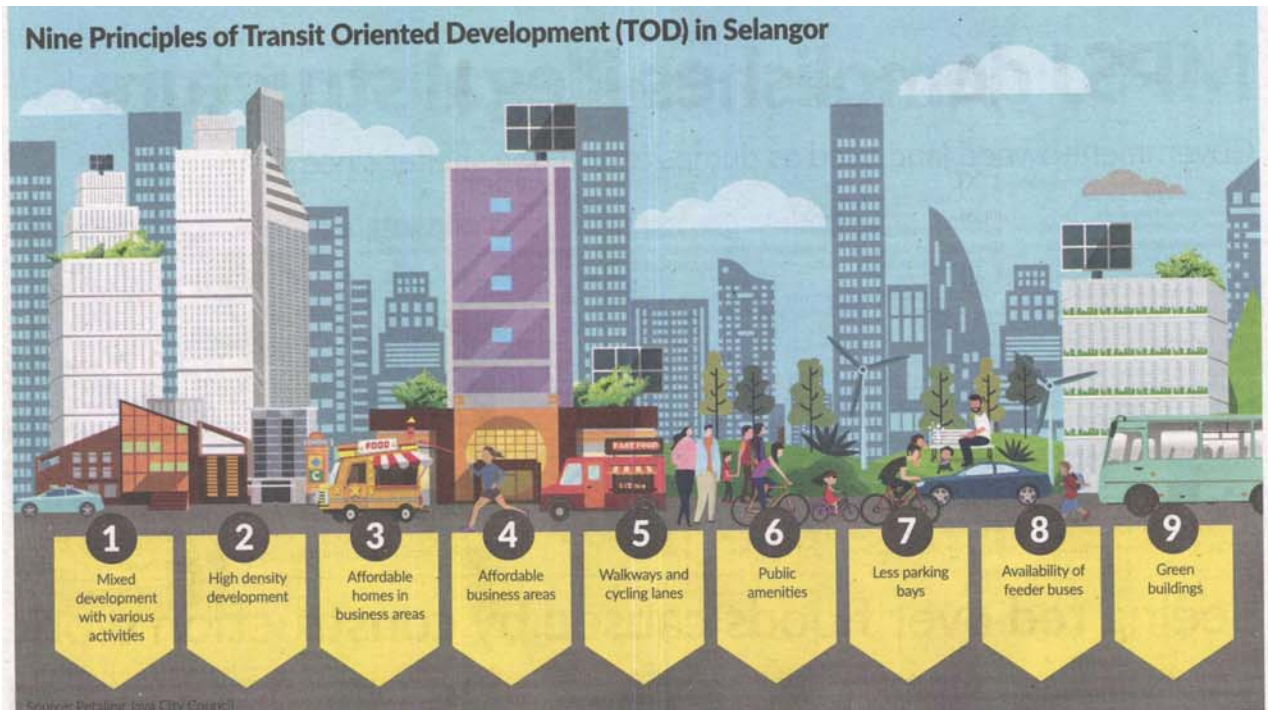 Nine Principles of Transit Oriented Development (TOD) in Selangor
FOOD
FAST FOOD
1
Mixed
development
with various
activities
2
High density
development
3
Affordable
homes in
business areas
4
Affordable
business areas
5
Walkways and
cycling lanes
6
Public
amenities
7
Less parking
bays
8
Availability of
feeder buses
9
Green
buildings
Source: Petaling Jaya City Council